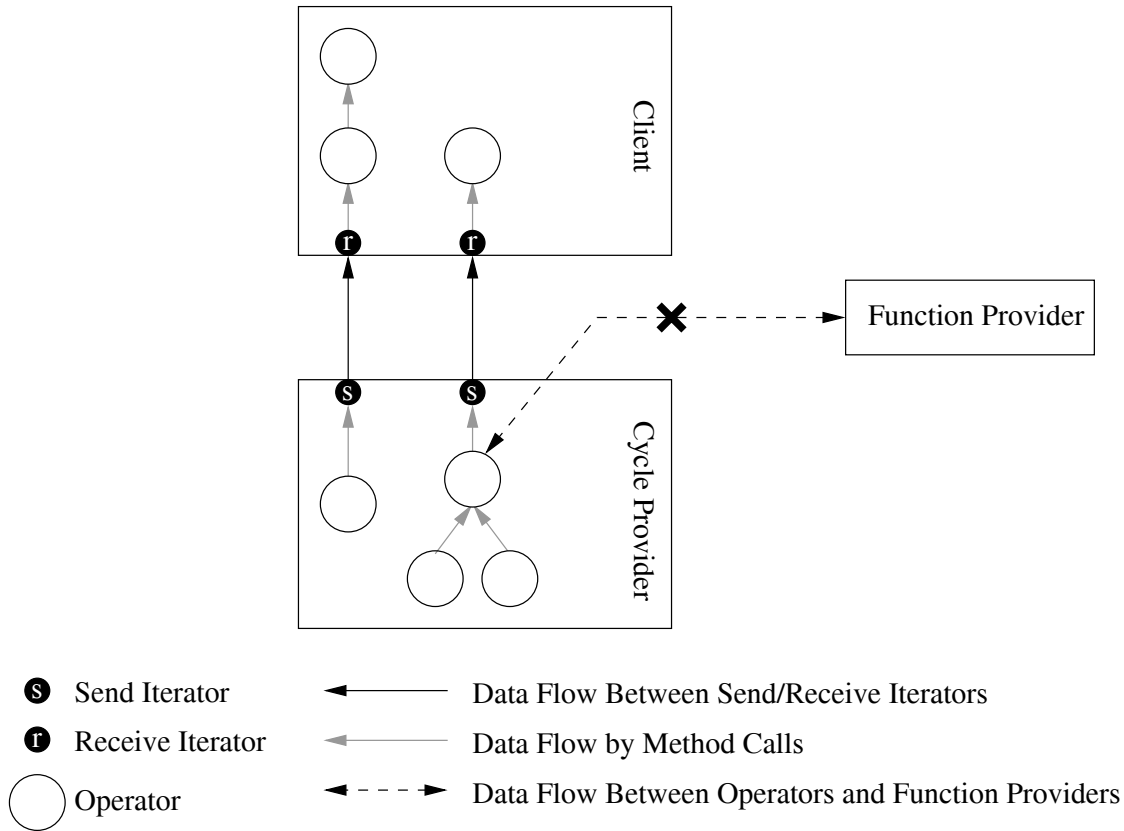 Client
r
r
Function Provider
s
s
Cycle Provider
s Send Iterator
Data Flow Between Send/Receive Iterators
r Receive Iterator
Data Flow by Method Calls
Operator
Data Flow Between Operators and Function Providers